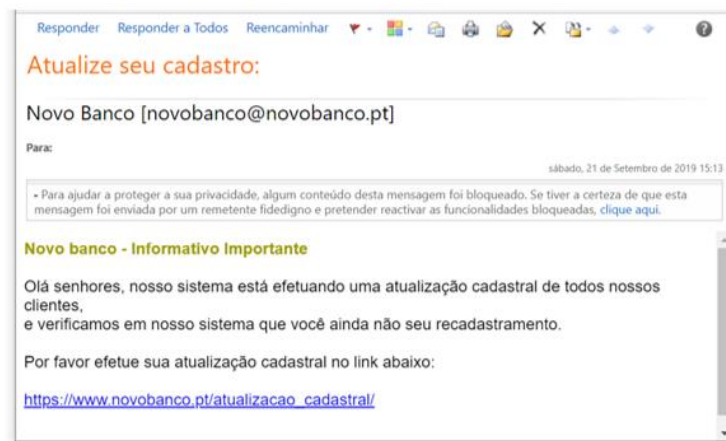 Responder Responder a Todos Reencaminhar
Atualize seu cadastro:
Novo Banco [novobanco@novobanco.pt]
Para:
sábado, 21 de Setembro de 2019 15:13
• Para ajudar a proteger a sua privacidade, algum conteúdo desta mensagem foi bloqueado. Se tiver a certeza de que esta
mensagem foi enviada por um remetente fidedigno e pretender reactivar as funcionalidades bloqueadas, clique aqui.
Novo banco - Informativo Importante
Olá senhores, nosso sistema está efetuando uma atualização cadastral de todos nossos
clientes,
e verificamos em nosso sistema que você ainda não seu recadastramento.
Por favor efetue sua atualização cadastral no link abaixo:
https://www.novobanco.pt/atualizacao_cadastral/